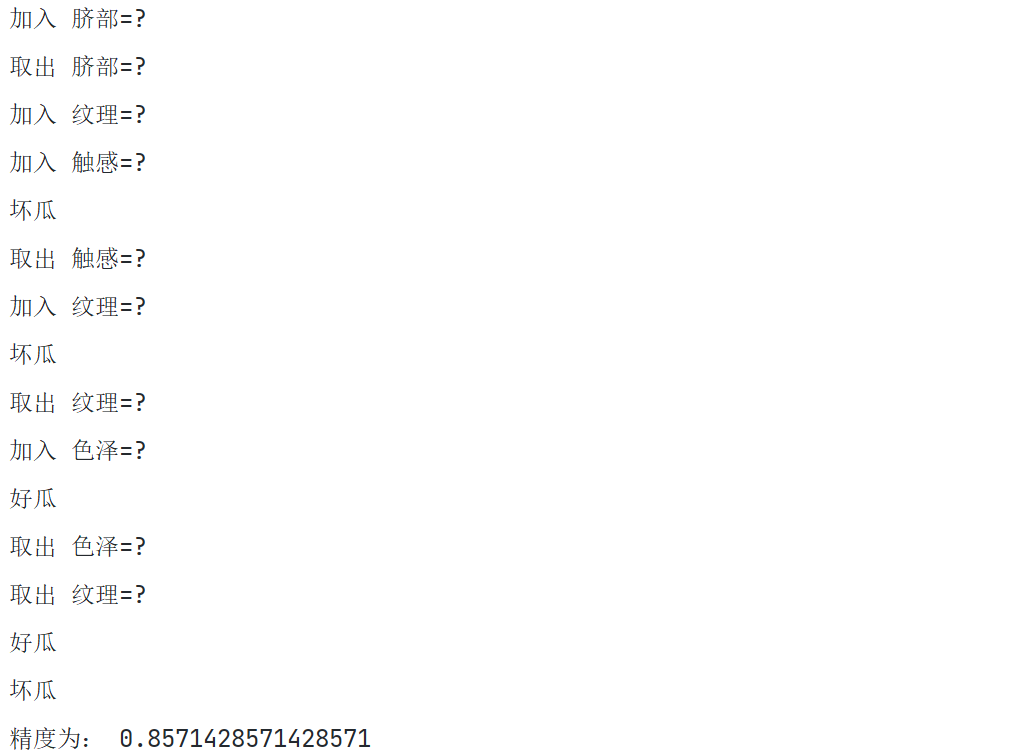 加入 脐部=?
取出 脐部=?
加入 纹理=?
加入 触感=?
坏瓜
取出 触感=?
加入 纹理=?
坏瓜
取出 纹理=?
加入 色泽=?
好瓜
取出 色泽=?
取出 纹理=?
好瓜
坏瓜
精度为： 0.8571428571428571